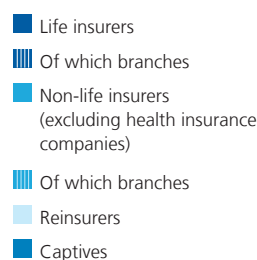 Life insurers
Of which branches
Non-life insurers
(excluding health insurance
companies)
Of which branches
Reinsurers
Captives